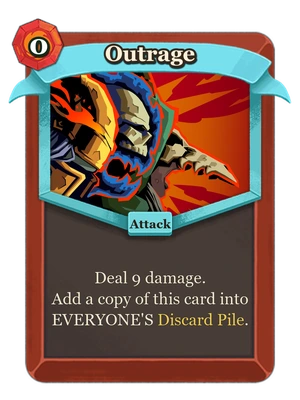 0
Outrage
Attack
Deal 9 damage.
Add a copy of this card into
EVERYONE'S Discard Pile.